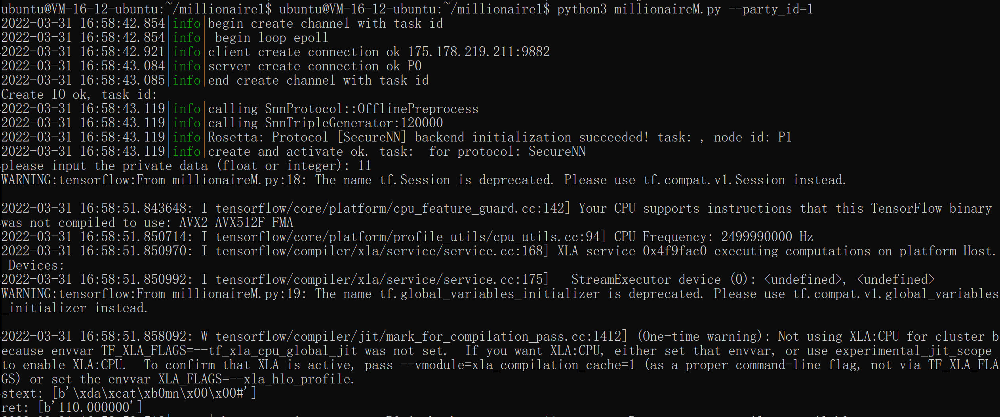 ubuntu@VM-16-12-ubuntu:~/millionaire1$ ubuntu@VM-16-12-ubuntu:~/millionaire1$ python3 millionaireM.py --party_id=1
2022-03-31 16:58:42.854|info|begin create channel with task id
2022-03-31 16:58:42.854|info| begin loop epoll
2022-03-31 16:58:42.921|info|client create connection ok 175.178.219.211:9882
2022-03-31 16:58:43.084|info|server create connection ok P0
2022-03-31 16:58:43.085|info|end create channel with task id
Create IO ok, task id:
2022-03-31 16:58:43.119|info|calling SnnProtocol::OfflinePreprocess
2022-03-31 16:58:43.119|info|calling SnnTripleGenerator:120000
2022-03-31 16:58:43.119|info|Rosetta: Protocol [SecureNN] backend initialization succeeded! task: , node id: P1
2022-03-31 16:58:43.119|info|create and activate ok. task:  for protocol: SecureNN
please input the private data (float or integer): 11
WARNING:tensorflow:From millionaireM.py:18: The name tf.Session is deprecated. Please use tf.compat.v1.Session instead.
2022-03-31 16:58:51.843648: I tensorflow/core/platform/cpu_feature_guard.cc:142] Your CPU supports instructions that this TensorFlow binary
was not compiled to use: AVX2 AVX512F FMA
2022-03-31 16:58:51.850714: I tensorflow/core/platform/profile_utils/cpu_utils.cc:94] CPU Frequency: 2499990000 Hz
2022-03-31 16:58:51.850970: I tensorflow/compiler/xla/service/service.cc:168] XLA service 0x4f9fac0 executing computations on platform Host.
 Devices:
2022-03-31 16:58:51.850992: I tensorflow/compiler/xla/service/service.cc:175]   StreamExecutor device (0): <undefined>, <undefined>
WARNING:tensorflow:From millionaireM.py:19: The name tf.global_variables_initializer is deprecated. Please use tf.compat.v1.global_variables
_initializer instead.
2022-03-31 16:58:51.858092: W tensorflow/compiler/jit/mark_for_compilation_pass.cc:1412] (One-time warning): Not using XLA:CPU for cluster b
ecause envvar TF_XLA_FLAGS=--tf_xla_cpu_global_jit was not set.  If you want XLA:CPU, either set that envvar, or use experimental_jit_scope
to enable XLA:CPU.  To confirm that XLA is active, pass --vmodule=xla_compilation_cache=1 (as a proper command-line flag, not via TF_XLA_FLA
GS) or set the envvar XLA_FLAGS=--xla_hlo_profile.
stext: [b'\xda\xcat\xb0mn\x00\x00#']
ret: [b'110.000000']